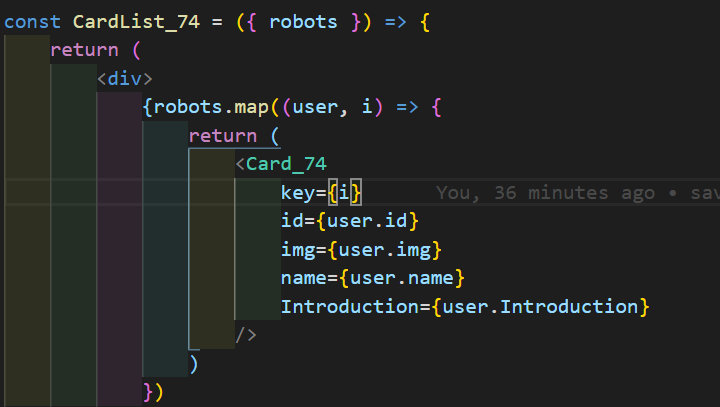 const CardList_74 = ({ robots }) => {
return (
<div>
{robots.map((user, i) => {
return (
<Card_74
key={i} You, 36 minutes ago • sav
id={user.id}
img={user.img}
name={user.name}
Introduction={user.Introduction}
/>
)
})